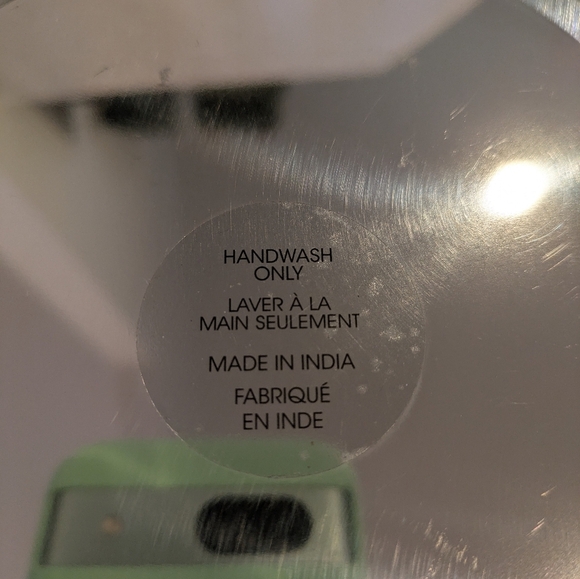 HANDWASH
ONLY
LAVER À LA
MAIN SEULEMENT
MADE IN INDIA
FABRIQUÉ
EN INDE